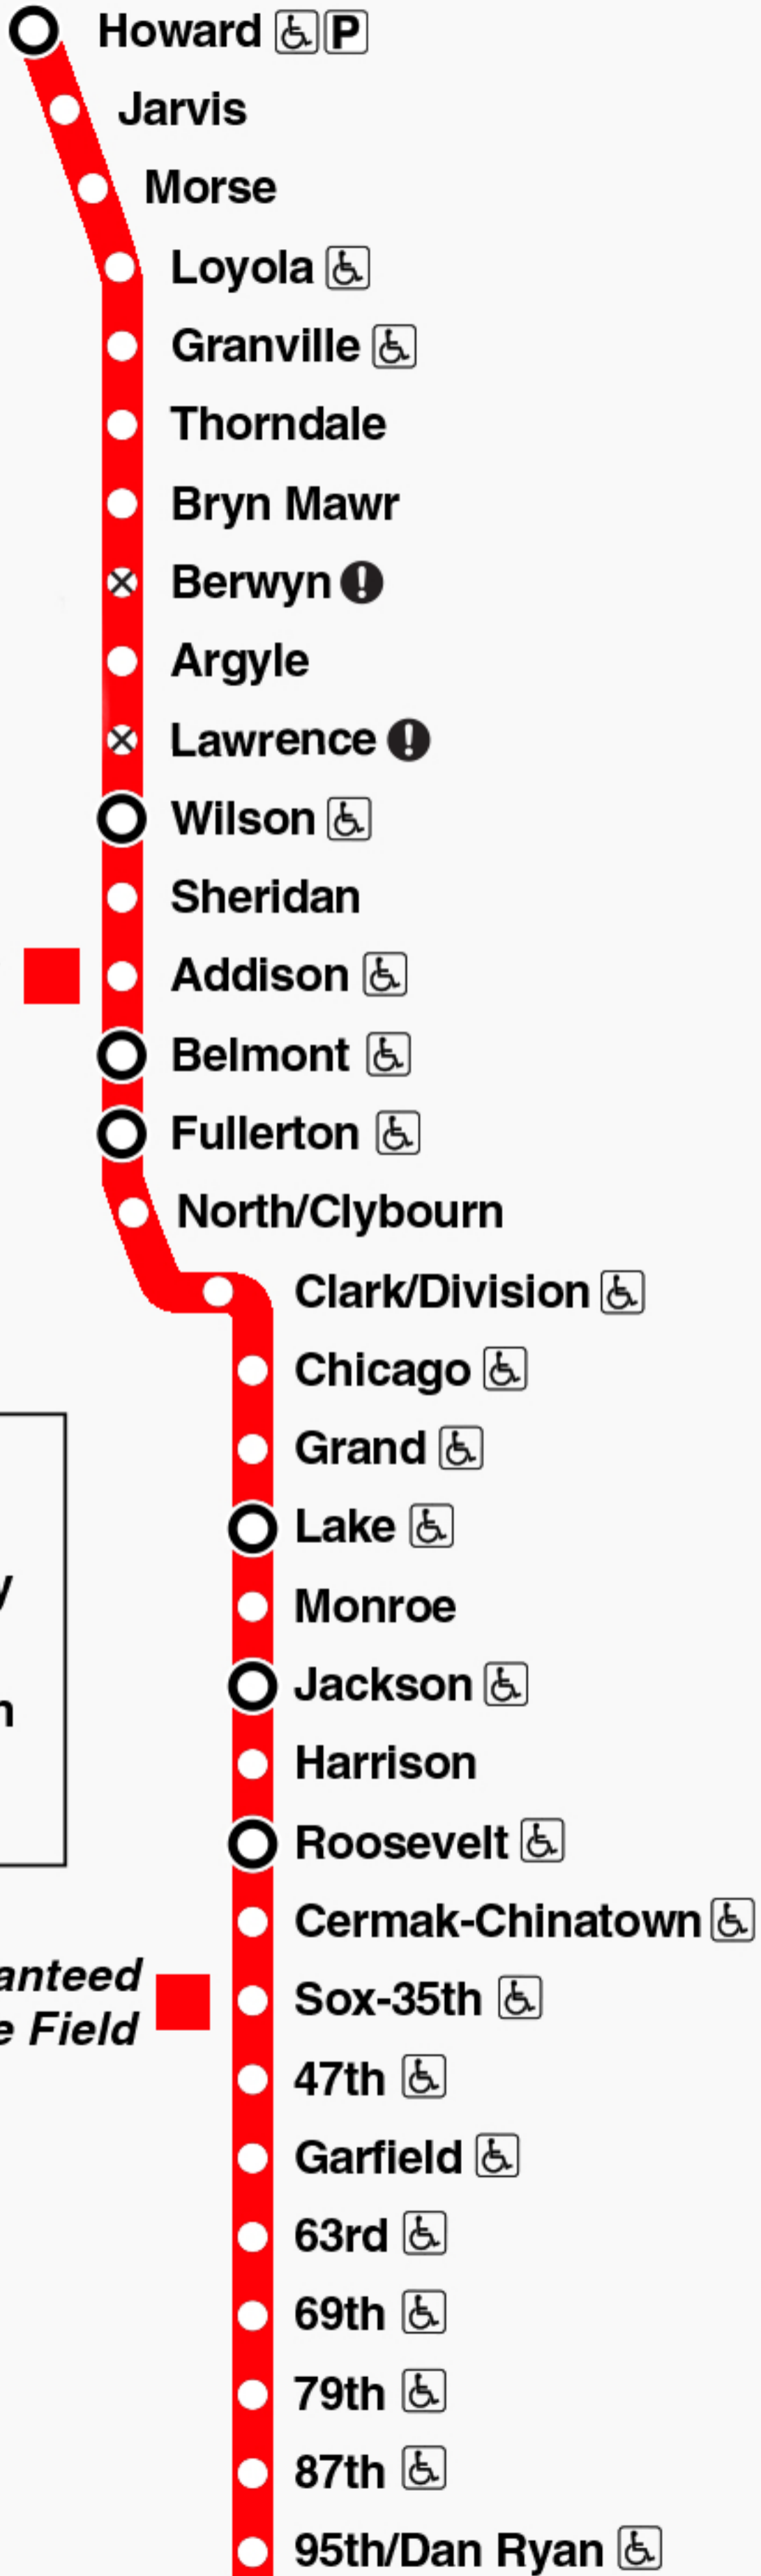 Howard P
Jarvis
Morse
Loyola
Granville
Thorndale
Bryn Mawr
Berwyn !
Argyle
Lawrence !
Wilson
Sheridan
Addison
Belmont
Fullerton
North/Clybourn
Clark/Division
Chicago
Grand
Lake
Monroe
Jackson
Harrison
Roosevelt
Cermak-Chinatown
Sox-35th
Field
47th
Garfield
63rd
69th
79th
87th
95th/Dan Ryan